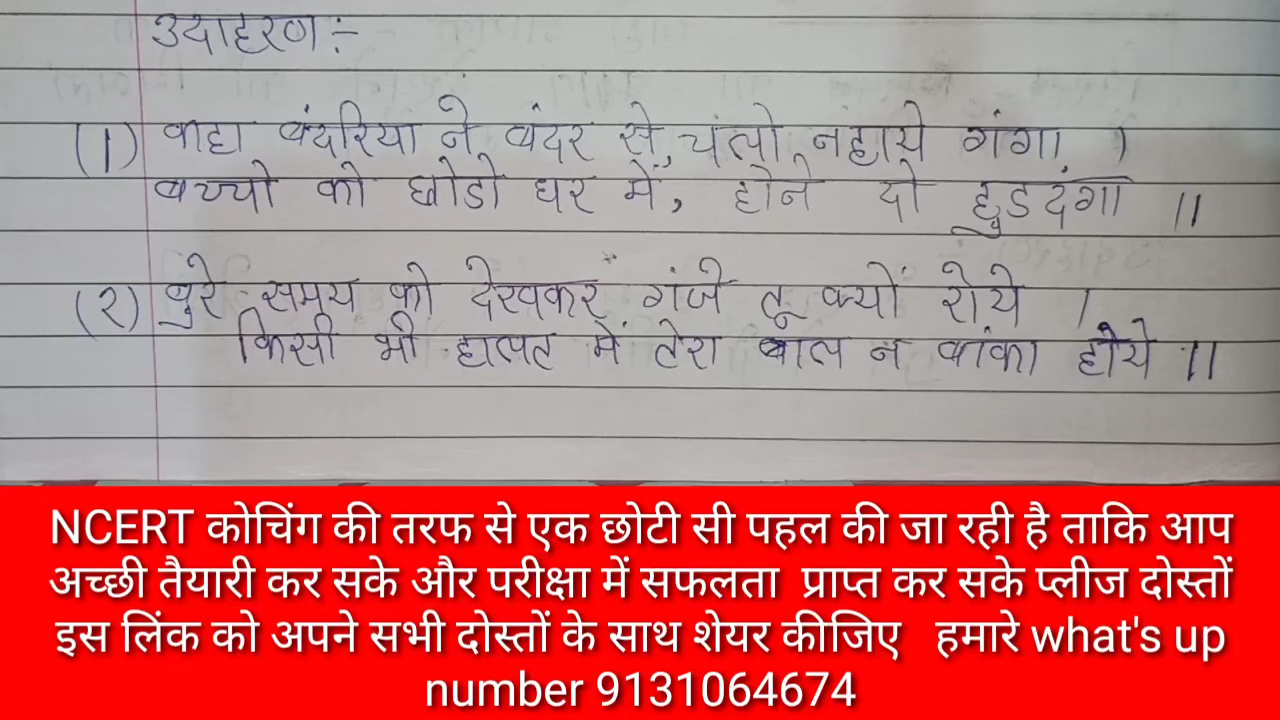 उदाहरण :-
(1) कहा बंदरिया ने बंदर से, चंलो नहाये गंगा ।
बच्चो को छोडो घर में, होने दो हुडदंगा ॥
(२) बुरे समय को देखकर गंजे तू क्यों रोये ।
किसी भी हालत में तेरा बाल न बांका होये ॥
NCERT कोचिंग की तरफ से एक छोटी सी पहल की जा रही है ताकि आप
अच्छी तैयारी कर सके और परीक्षा में सफलता प्राप्त कर सके प्लीज दोस्तों
इस लिंक को अपने सभी दोस्तों के साथ शेयर कीजिए हमारे what's up
number 9131064674